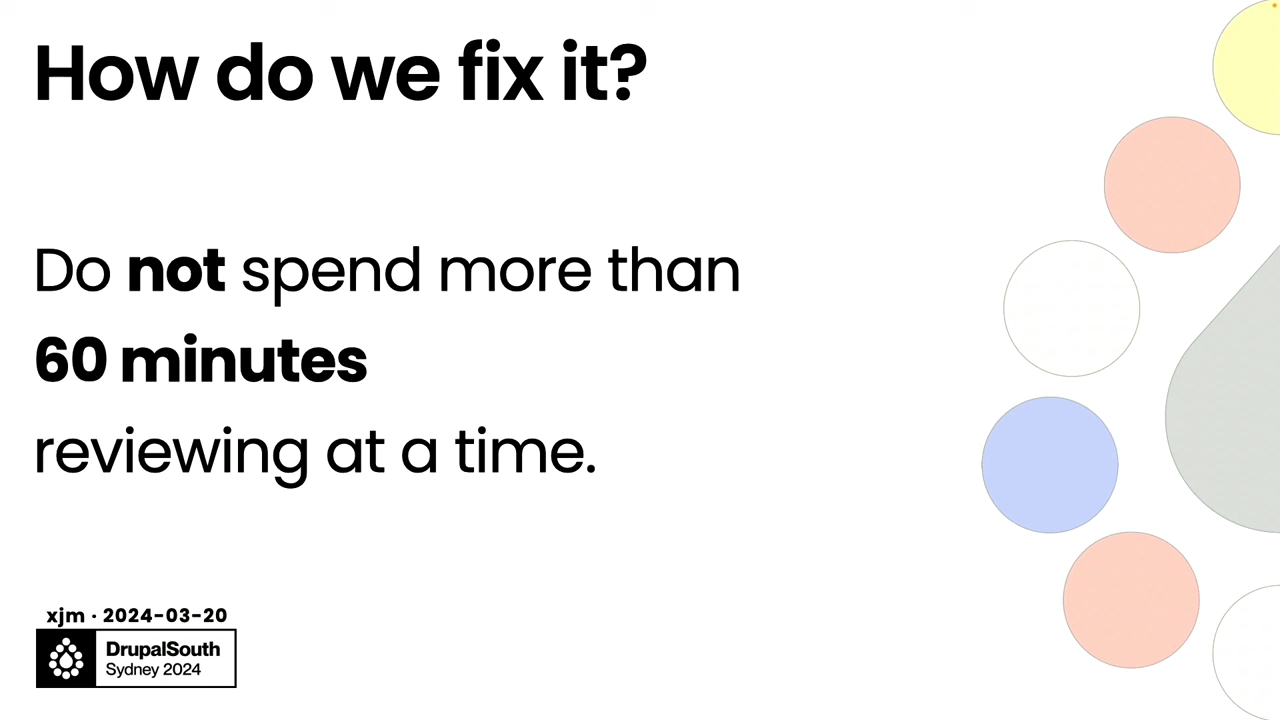 How do we fix it?
Do not spend more than
60 minutes
reviewing at a time.
xjm · 2024-03-20
DrupalSouth
Sydney 2024